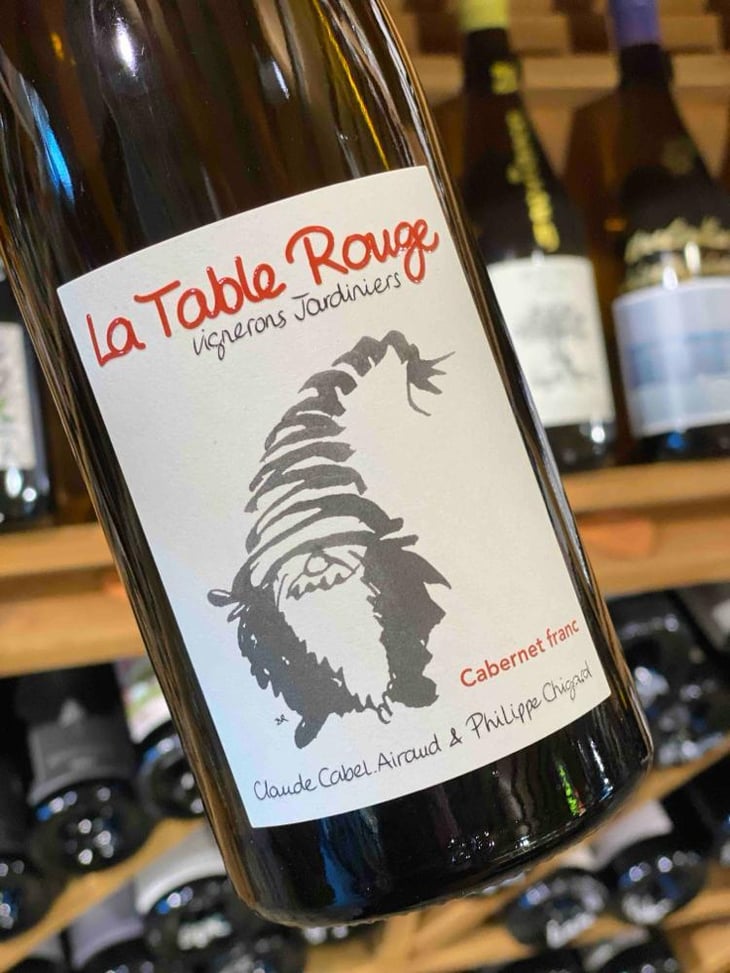 La Table Rouge
vignerons Jardiniers
Cabernet franc
Claude Cabel.Airaud & Philippe Chigard